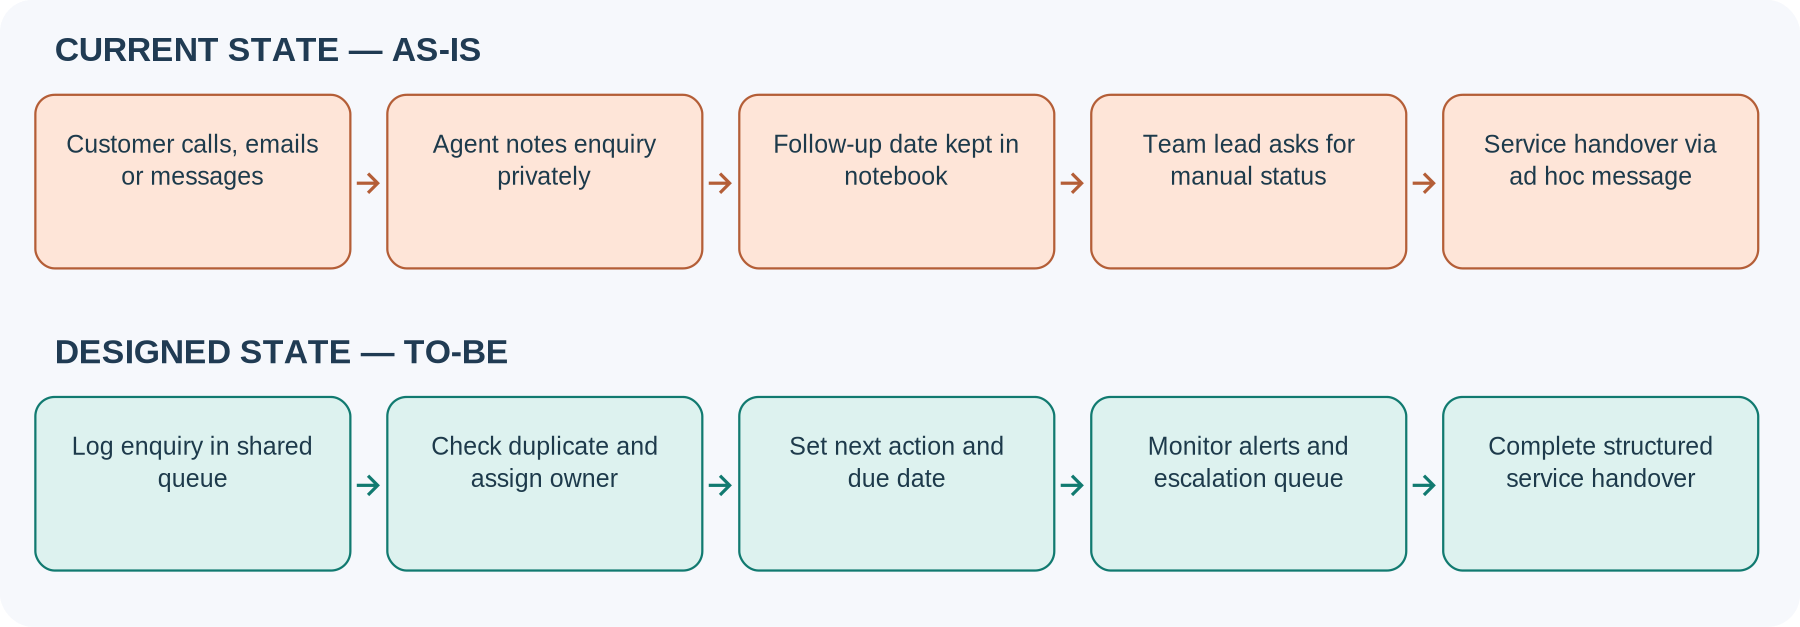 CURRENT STATE — AS-IS
Customer calls, emails
or messages
Agent notes enquiry
privately
Follow-up date kept in
notebook
Team lead asks for
manual status
Service handover via
ad hoc message
DESIGNED STATE — TO-BE
Log enquiry in shared
queue
Check duplicate and
assign owner
Set next action and
due date
Monitor alerts and
escalation queue
Complete structured
service handover